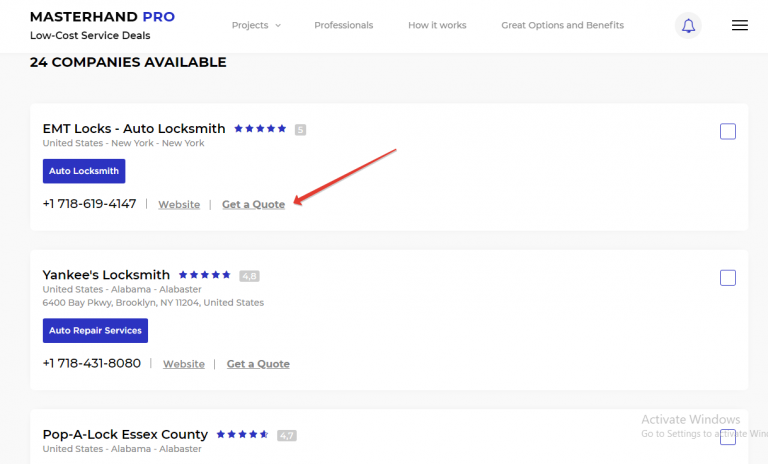 MASTERHAND PRO
Low-Cost Service Deals
Projects
Professionals
How it works
Great Options and Benefits
24 COMPANIES AVAILABLE
EMT Locks - Auto Locksmith 5
United States - New York - New York
Auto Locksmith
+1 718-619-4147 | Website | Get a Quote
Yankee's Locksmith 4,8
United States - Alabama - Alabaster
6400 Bay Pkwy, Brooklyn, NY 11204, United States
Auto Repair Services
+1 718-431-8080 | Website | Get a Quote
Pop-A-Lock Essex County 4,7
United States - Alabama - Alabaster
Activate Windows
Go to Settings to activate Win